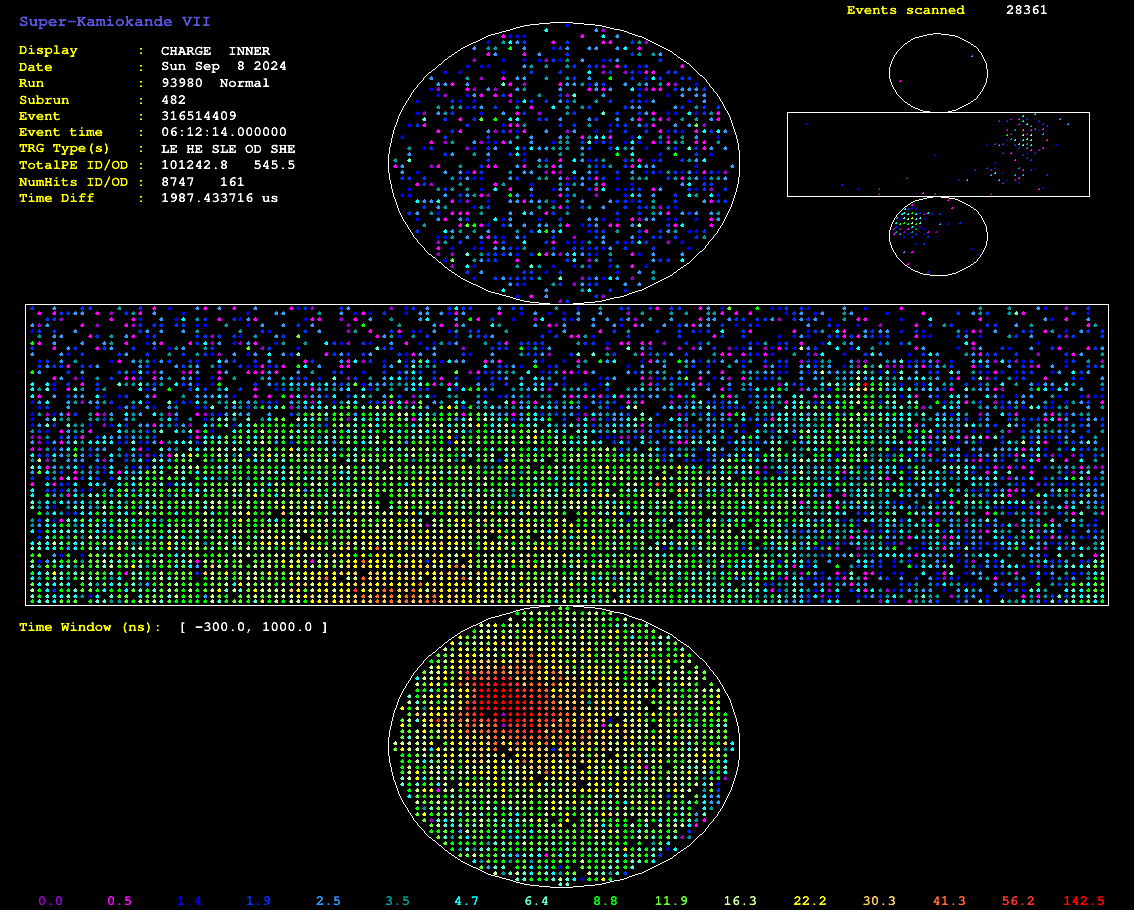 Super-Kamiokande VII
Events scanned 28361
Display : CHARGE INNER
Date : Sun Sep 8 2024
Run : 93980 Normal
Subrun : 482
Event : 316514409
Event time : 06:12:14.000000
TRG Type(s) : LE HE SLE OD SHE
TotalPE ID/OD : 101242.8 545.5
NumHits ID/OD : 8747 161
Time Diff : 1987.433716 us
Time Window (ns): [ -300.0, 1000.0 ]
0.0 0.5 1.4 1.9 2.5 3.5 4.7 6.4 8.8 11.9 16.3 22.2 30.3 41.3 56.2 142.5